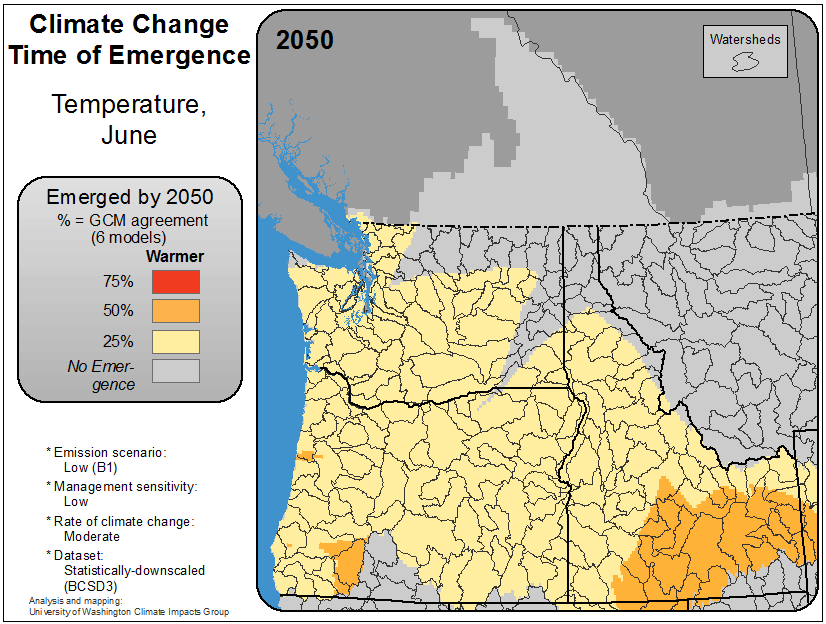 Climate Change
Time of Emergence
Temperature,
June
Emerged by 2050
% = GCM agreement
(6 models)
Warmer
75%
50%
25%
No Emer-
gence
* Emission scenario:
Low (B1)
* Management sensitivity:
Low
* Rate of climate change:
Moderate
* Dataset:
Statistically-downscaled
(BCSD3)
Analysis and mapping:
University of Washington Climate Impacts Group
2050
Watersheds